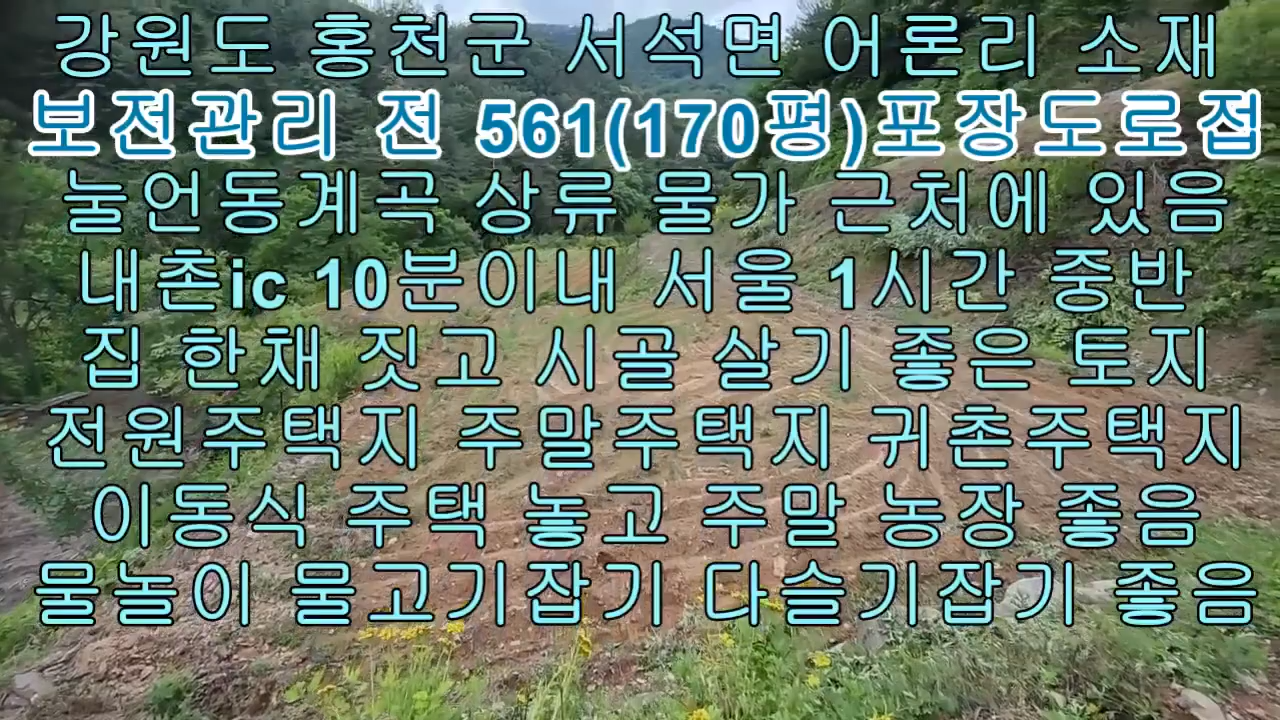 강원도 홍천군 서석면 어론리 소재
보전관리 전 561(170평)포장도로접
눌언동계곡 상류 물가 근처에 있음
내촌ic 10분이내 서울 1시간 중반
집 한채 짓고 시골 살기 좋은 토지
전원주택지 주말주택지 귀촌주택지
이동식 주택 놓고 주말 농장 좋음
물놀이 물고기잡기 다슬기잡기 좋음